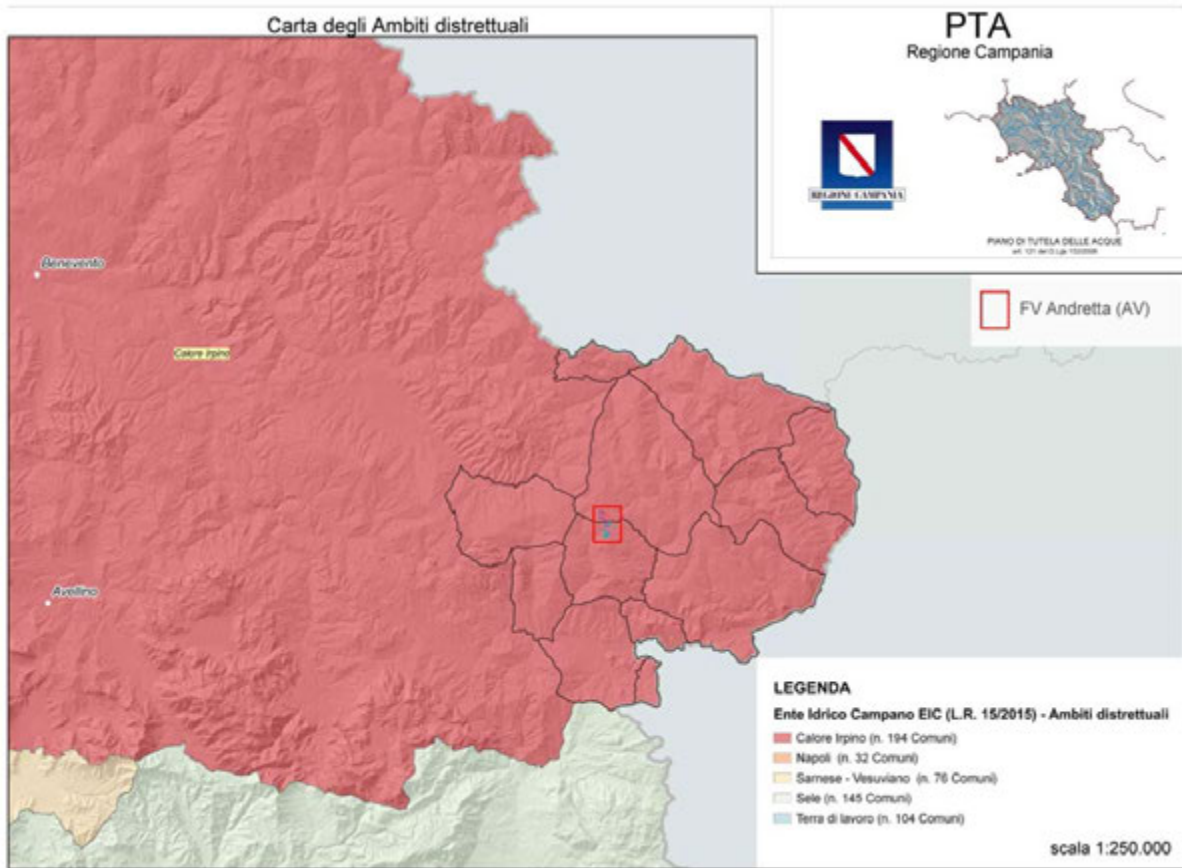 Carta degli Ambiti distrettuali
PTA
Regione Campania
REGIONE CAMPANIA
PIANO DI TUTELA DELLE ACQUE
FV Andretta (AV)
Benevento
Calore Irpino
Avellino
LEGENDA
Ente Idrico Campano EIC (L.R. 15/2015) - Ambiti distrettuali
Calore Irpino (n. 194 Comuni)
Napoli (n. 32 Comuni)
Sarnese - Vesuviano (n. 76 Comuni)
Sele (n. 145 Comuni)
Terra di lavoro (n. 104 Comuni)
scala 1:250.000